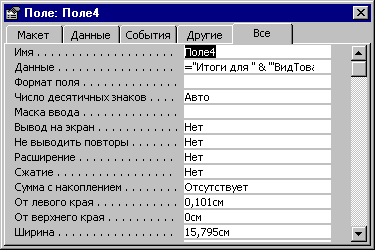 Поле: Поле4
Макет Данные События Другие Все
Имя . . . . . . . . . . . . . . . . . . . Поле4
Данные . . . . . . . . . . . . . . . . ="Итоги для " & "'ВидТова
Формат поля . . . . . . . . . . . .
Число десятичных знаков . . . . . Авто
Маска ввода . . . . . . . . . . . .
Вывод на экран . . . . . . . . . . Нет
Не выводить повторы . . . . . . . Нет
Расширение . . . . . . . . . . . . Нет
Сжатие . . . . . . . . . . . . . . . Нет
Сумма с накоплением . . . . . . . Отсутствует
От левого края . . . . . . . . . . 0,101см
От верхнего края . . . . . . . . . 0см
Ширина . . . . . . . . . . . . . . . 15,795см